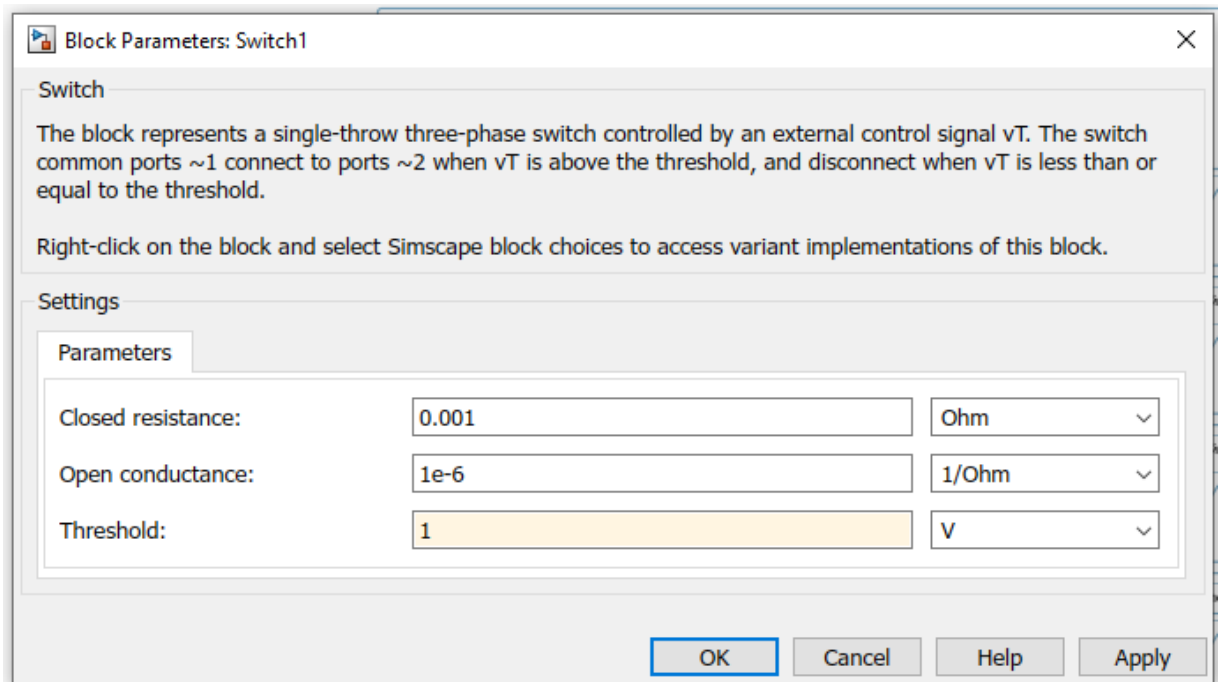 Block Parameters: Switch1
Switch
The block represents a single-throw three-phase switch controlled by an external control signal vT. The switch
common ports ~1 connect to ports ~2 when vT is above the threshold, and disconnect when vT is less than or
equal to the threshold.
Right-click on the block and select Simscape block choices to access variant implementations of this block.
Settings
Parameters
Closed resistance: 0.001 Ohm
Open conductance: 1e-6 1/Ohm
Threshold: 1 V
OK Cancel Help Apply